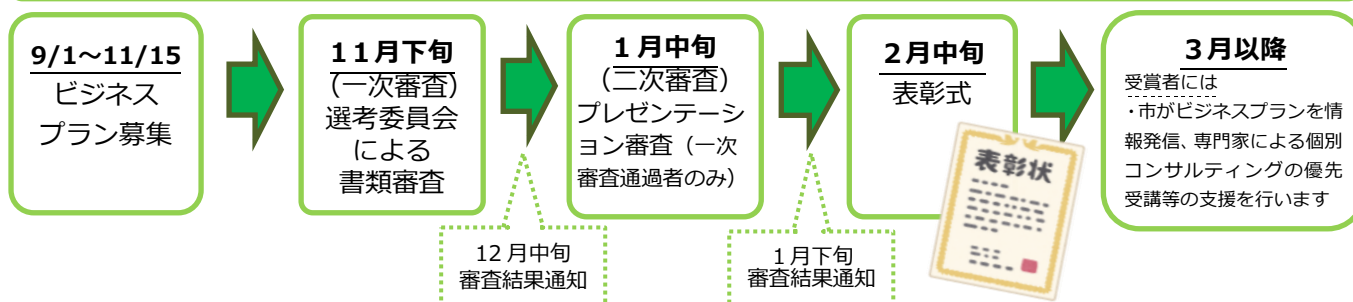 9/1～11/15
ビジネス
プラン募集
１１月下旬
(一次審査)
選考委員会
による
書類審査
１月中旬
(二次審査)
プレゼンテーシ
ョン審査（一次
審査通過者のみ）
２月中旬
表彰式
表彰状
３月以降
受賞者には
・市がビジネスプランを情
報発信、専門家による個別
コンサルティングの優先
受講等の支援を行います
12月中旬
審査結果通知
１月下旬
審査結果通知